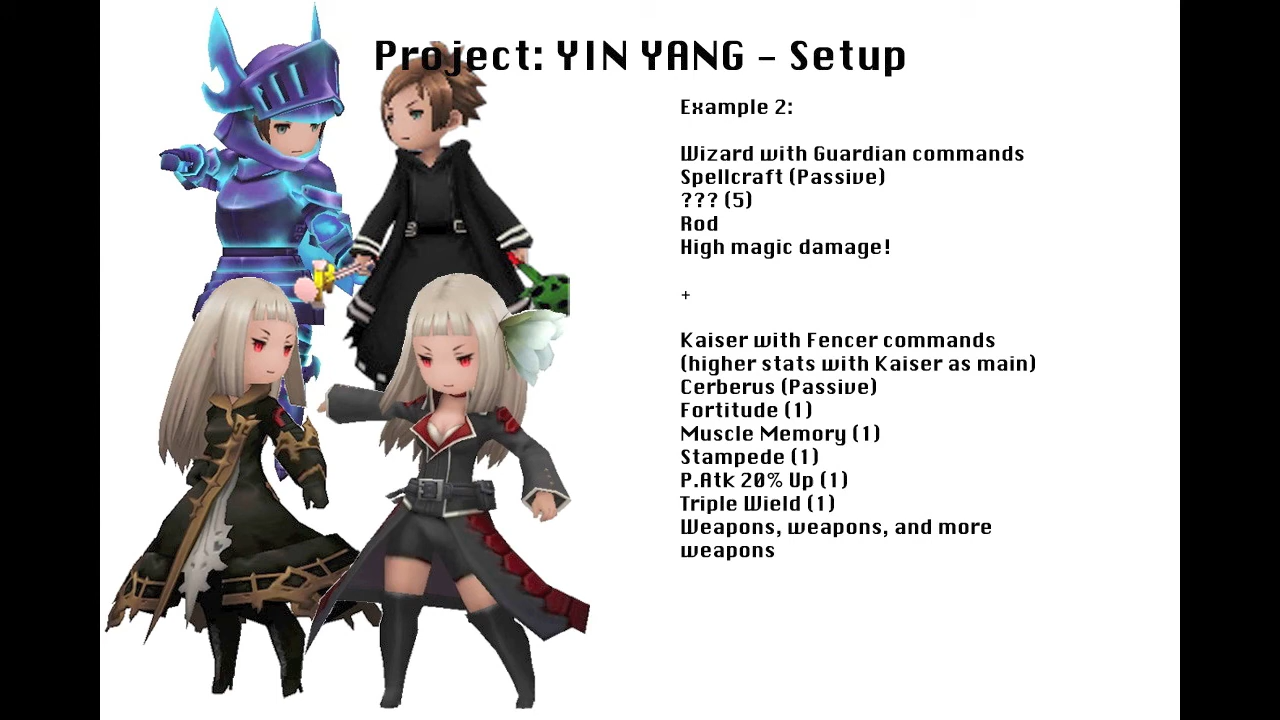 Project: YIN YANG - Setup
Example 2:
Wizard with Guardian commands
Spellcraft (Passive)
??? (5)
Rod
High magic damage!
+
Kaiser with Fencer commands
(higher stats with Kaiser as main)
Cerberus (Passive)
Fortitude (1)
Muscle Memory (1)
Stampede (1)
P.Atk 20% Up (1)
Triple Wield (1)
Weapons, weapons, and more
weapons